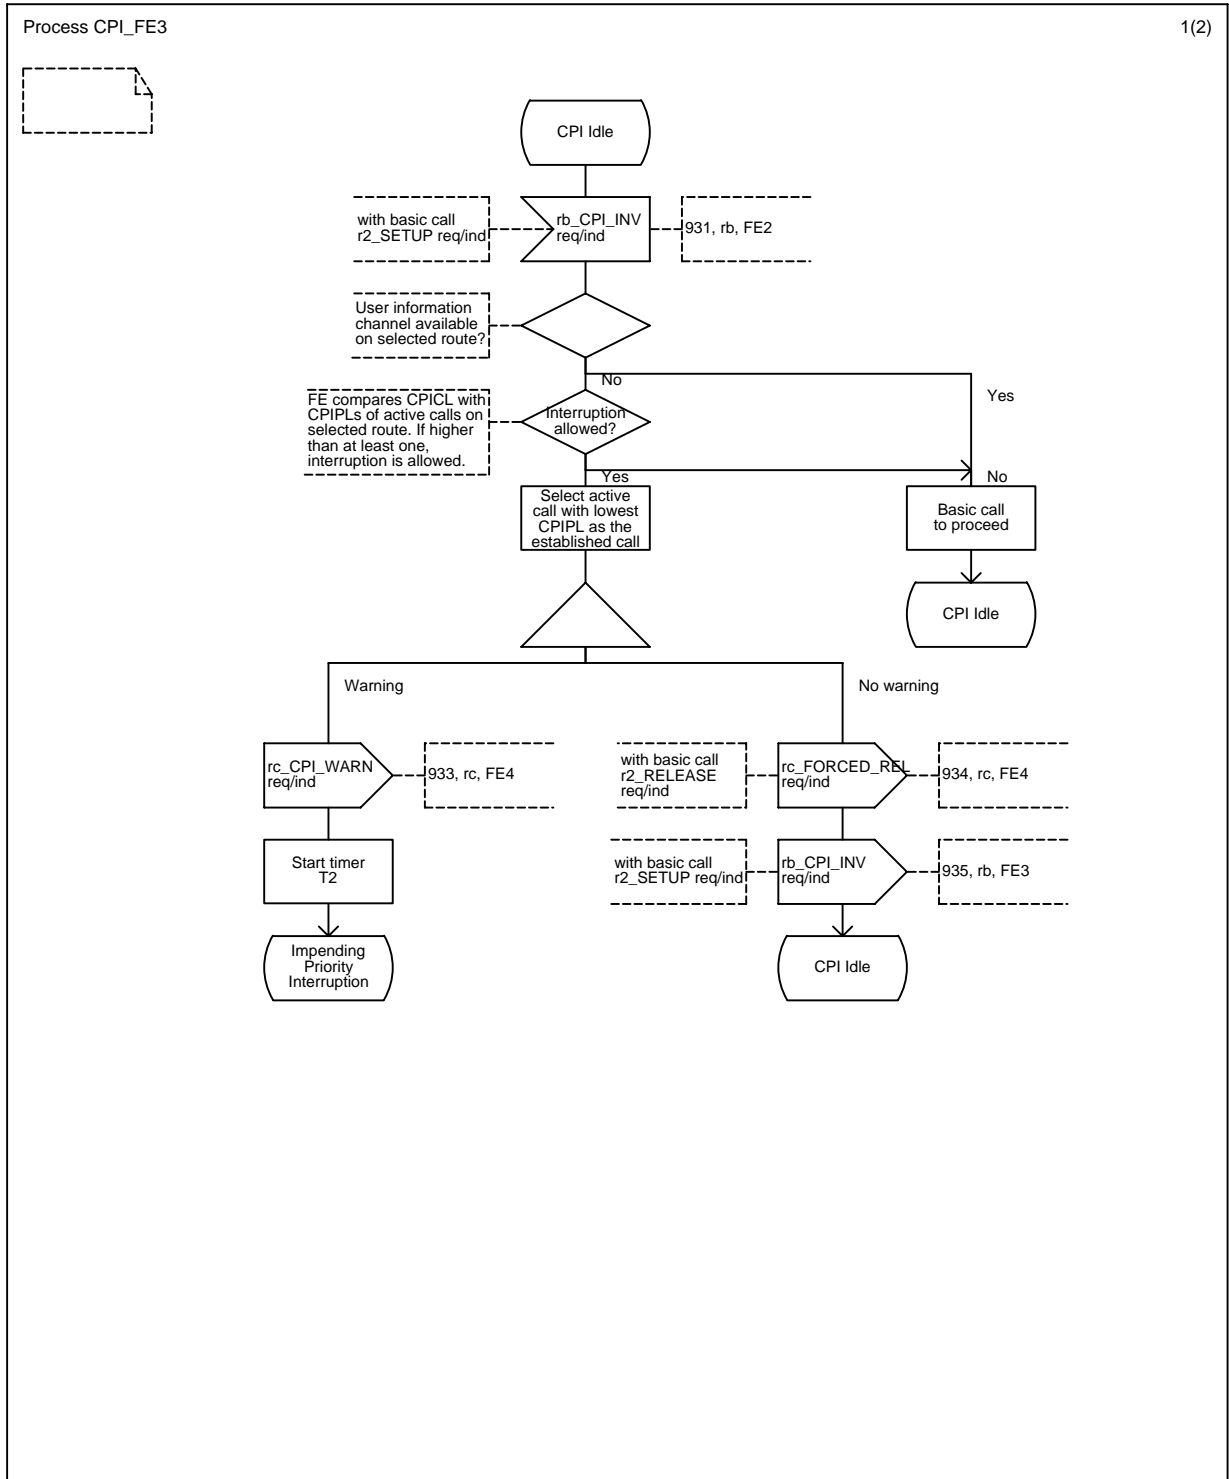 Process CPI_FE3
1(2)
CPI Idle
with basic call
r2_SETUP req/ind
rb_CPI_INV
req/ind
931, rb, FE2
User information
channel available
on selected route?
No
Yes
FE compares CPICL with
CPIPLs of active calls on
selected route. If higher
than at least one,
interruption is allowed.
Interruption
allowed?
Yes
No
Select active
call with lowest
CPIPL as the
established call
Basic call
to proceed
CPI Idle
Warning
No warning
rc_CPI_WARN
req/ind
933, rc, FE4
with basic call
r2_RELEASE
req/ind
rc_FORCED_REL
req/ind
934, rc, FE4
Start timer
T2
with basic call
r2_SETUP req/ind
rb_CPI_INV
req/ind
935, rb, FE3
Impending
Priority
Interruption
CPI Idle